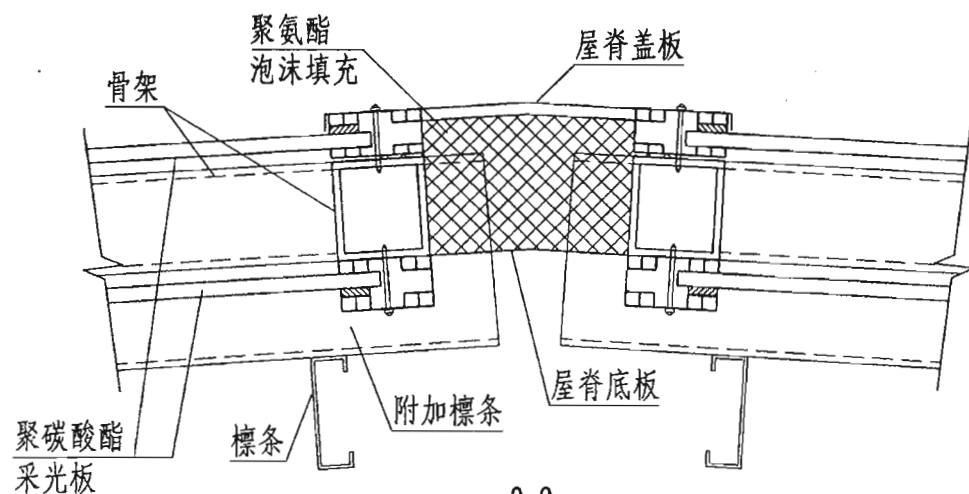 聚氨酯
泡沫填充
屋脊盖板
骨架
屋脊底板
附加檩条
檩条
聚碳酸酯
采光板